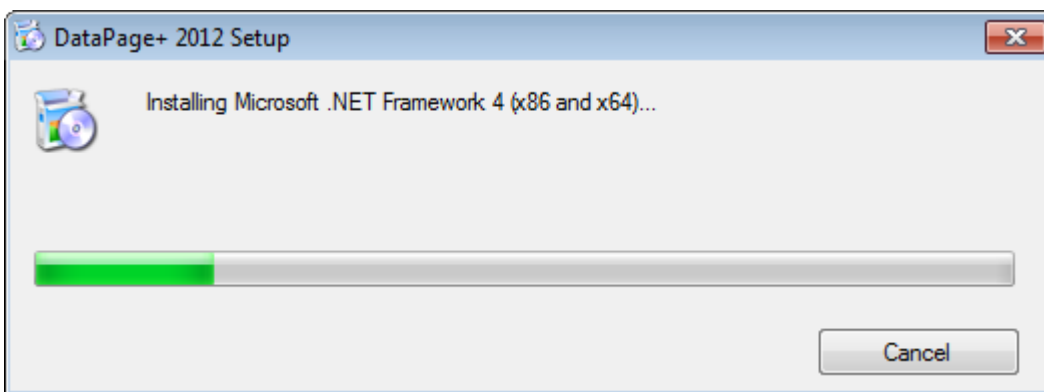 DataPage+ 2012 Setup
Installing Microsoft .NET Framework 4 (x86 and x64)...
Cancel